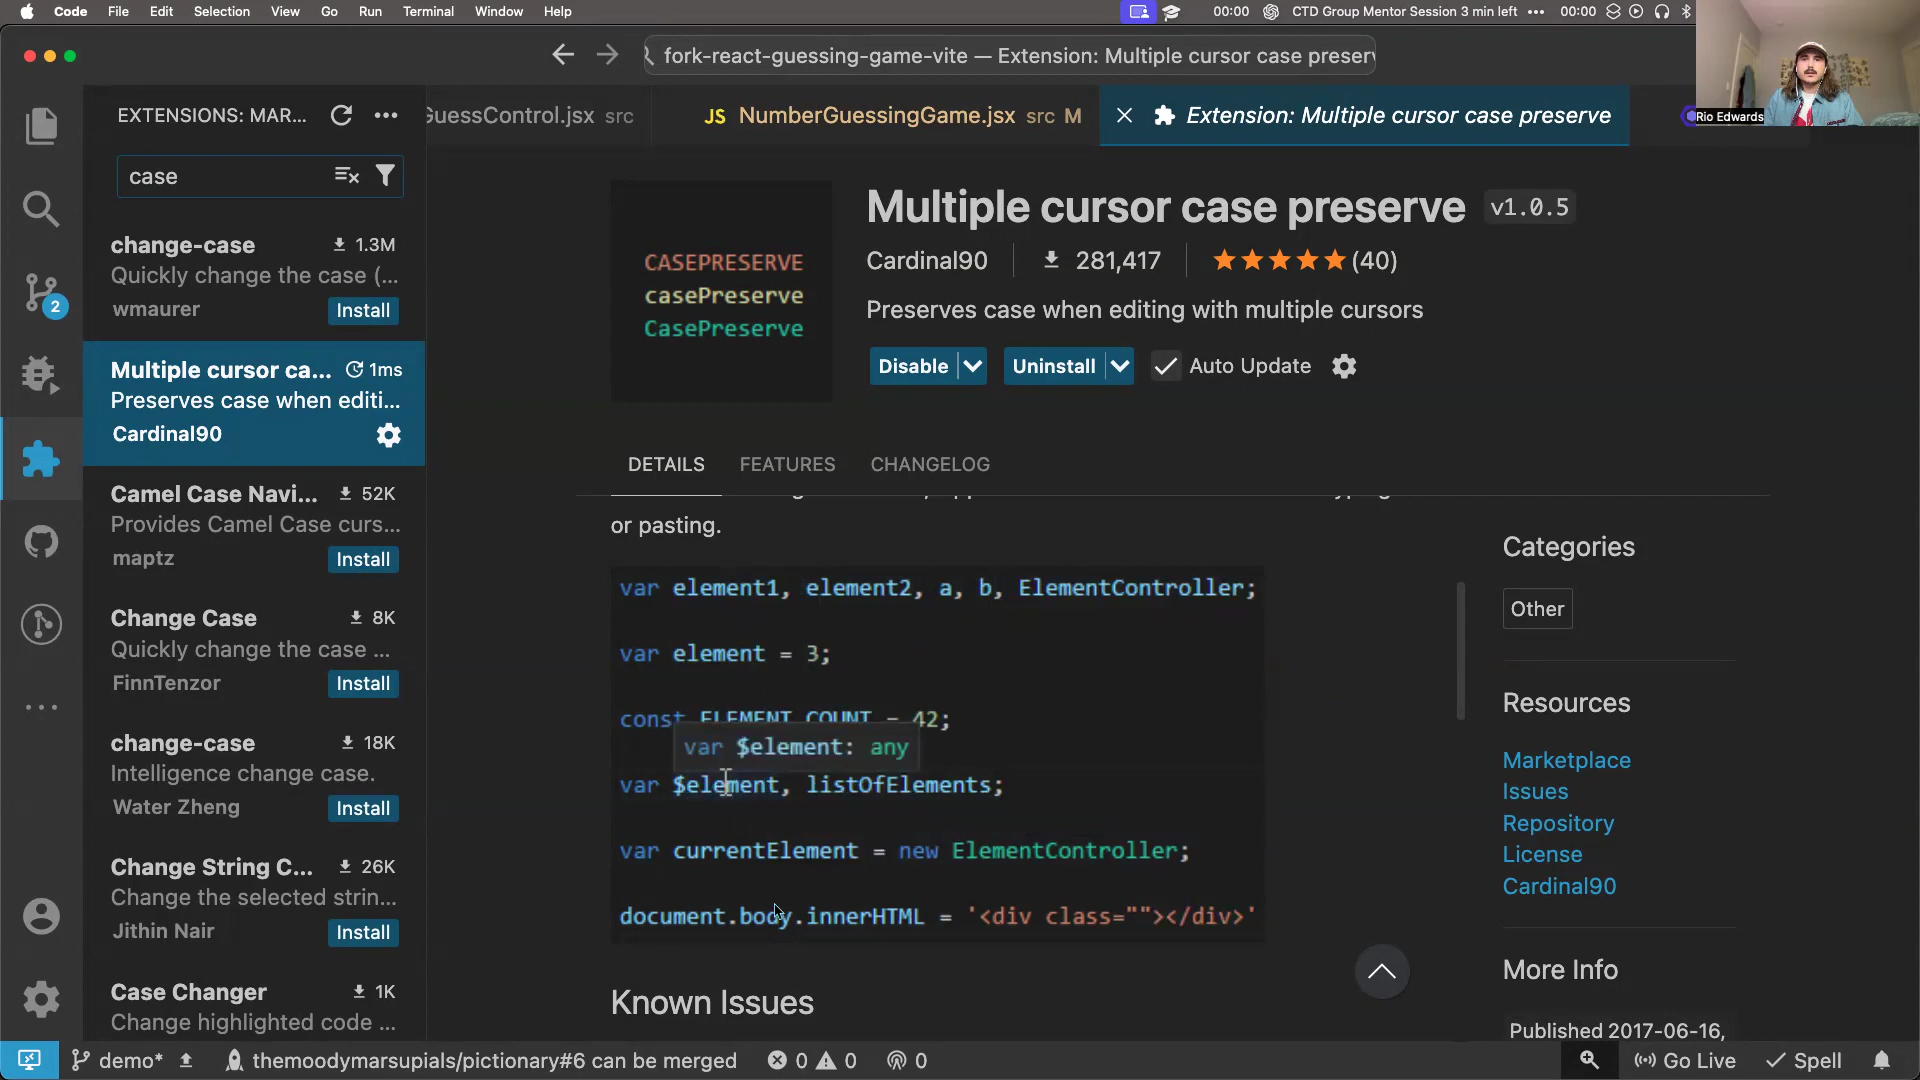 Code File Edit Selection View Go Run Terminal Window Help
00:00 CTD Group Mentor Session 3 min left ••• 00:00
fork-react-guessing-game-vite — Extension: Multiple cursor case preser
Rio Edwards
EXTENSIONS: MAR...
GuessControl.jsx src
JS NumberGuessingGame.jsx src M
Extension: Multiple cursor case preserve
case
change-case 1.3M
Quickly change the case (...
wmaurer Install
Multiple cursor ca... 1ms
Preserves case when editi...
Cardinal90
Camel Case Navi... 52K
Provides Camel Case curs...
maptz Install
Change Case 8K
Quickly change the case ...
FinnTenzor Install
change-case 18K
Intelligence change case.
Water Zheng Install
Change String C... 26K
Change the selected strin...
Jithin Nair Install
Case Changer 1K
Change highlighted code ...
CASEPRESERVE
casePreserve
CasePreserve
Multiple cursor case preserve v1.0.5
Cardinal90 281,417 (40)
Preserves case when editing with multiple cursors
Disable Uninstall Auto Update
DETAILS FEATURES CHANGELOG
or pasting.
var element1, element2, a, b, ElementController;
var element = 3;
const ELEMENT_COUNT = 42;
var $element: any
var $element, listOfElements;
var currentElement = new ElementController;
document.body.innerHTML = '<div class=""></div>'
Known Issues
Categories
Other
Resources
Marketplace
Issues
Repository
License
Cardinal90
More Info
Published 2017-06-16,
2
demo* themoodymarsupials/pictionary#6 can be merged 0 0 0
Go Live Spell